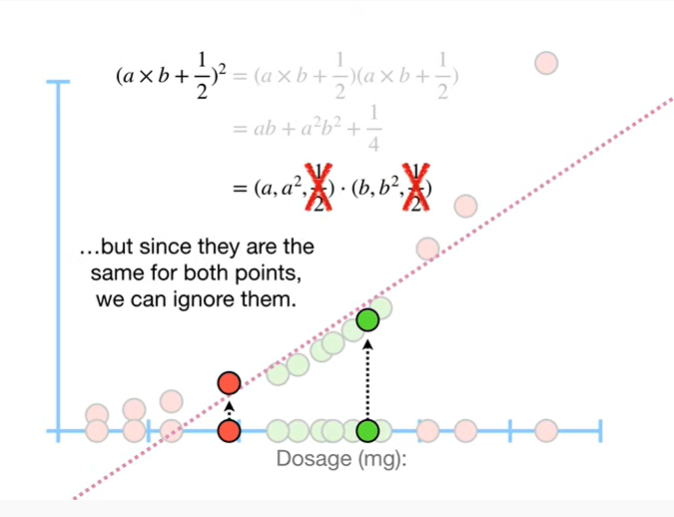 (a × b + 1/2)² = (a × b + 1/2)(a × b + 1/2)
= ab + a²b² + 1/4
= (a, a², 1/2) · (b, b², 1/2)
...but since they are the
same for both points,
we can ignore them.
Dosage (mg):